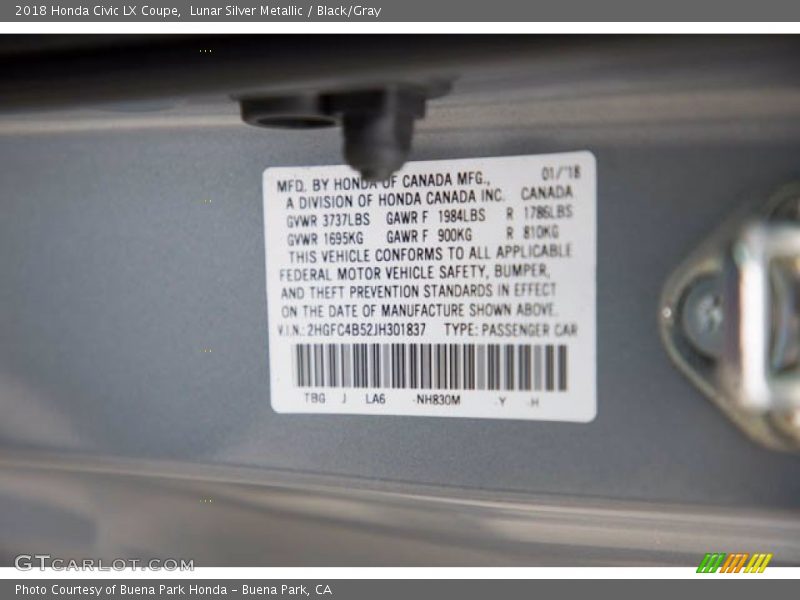 2018 Honda Civic LX Coupe, Lunar Silver Metallic / Black/Gray
01/'18
MFD. BY HONDA OF CANADA MFG.,
A DIVISION OF HONDA CANADA INC. CANADA
GVWR 3737LBS GAWR F 1984LBS R 1786LBS
GVWR 1695KG GAWR F 900KG R 810KG
THIS VEHICLE CONFORMS TO ALL APPLICABLE
FEDERAL MOTOR VEHICLE SAFETY, BUMPER,
AND THEFT PREVENTION STANDARDS IN EFFECT
ON THE DATE OF MANUFACTURE SHOWN ABOVE.
V.I.N.: 2HGFC4B52JH301837 TYPE: PASSENGER CAR
TBG J LA6 -NH830M -Y -H
GTCARLOT.COM
Photo Courtesy of Buena Park Honda – Buena Park, CA